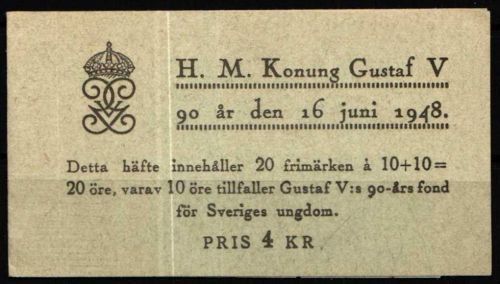 H. M. Konung Gustaf V
90 år den 16 juni 1948.
Detta häfte innehåller 20 frimärken à 10+10=
20 öre, varav 10 öre tillfaller Gustaf V:s 90-års fond
för Sveriges ungdom.
PRIS 4 KR